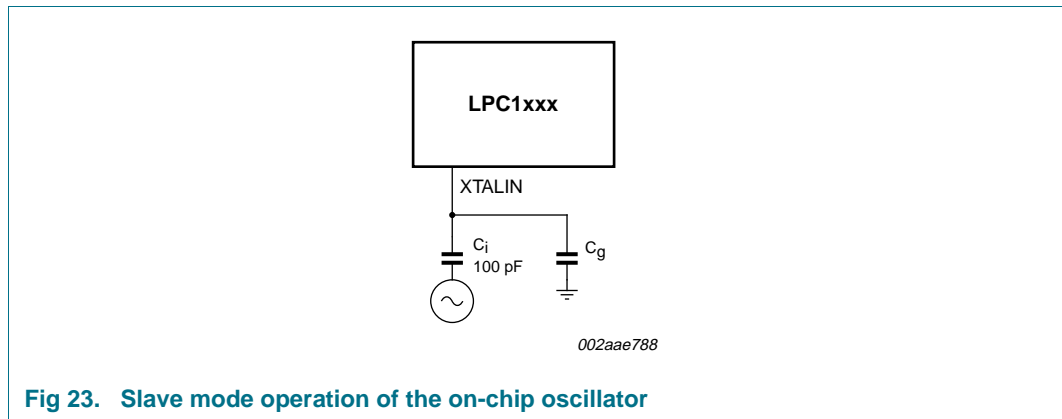 LPC1xxx
XTALIN
Ci
100 pF
Cg
002aae788
Fig 23. Slave mode operation of the on-chip oscillator